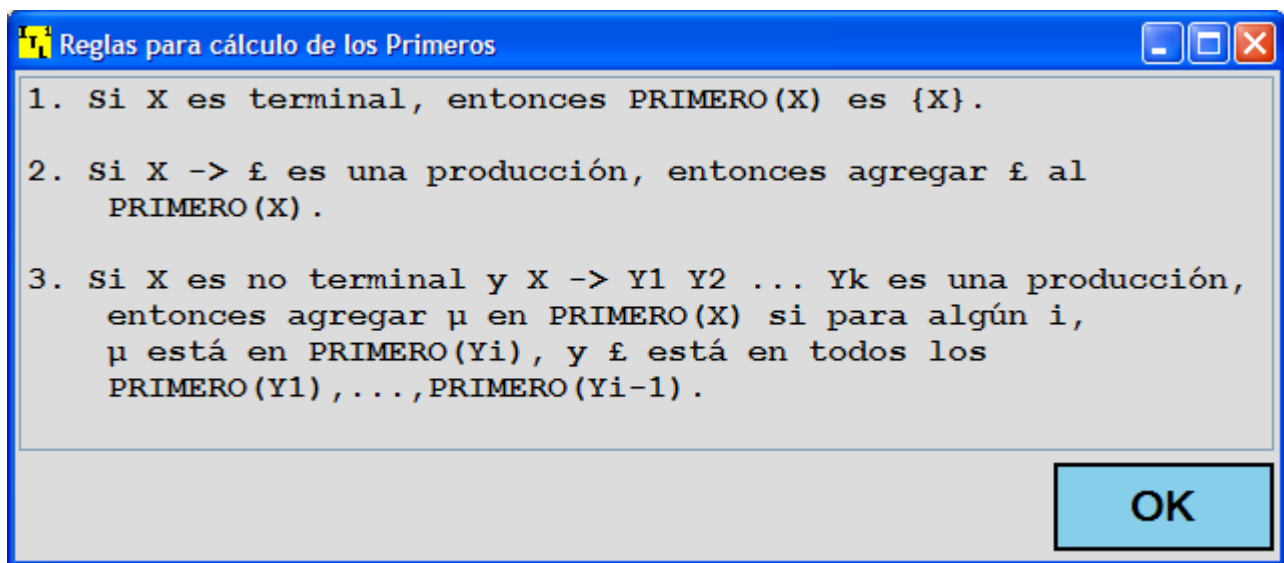 Reglas para cálculo de los Primeros
1. Si X es terminal, entonces PRIMERO(X) es {X}.
2. Si X -> £ es una producción, entonces agregar £ al
PRIMERO(X).
3. Si X es no terminal y X -> Y1 Y2 ... Yk es una producción,
entonces agregar µ en PRIMERO(X) si para algún i,
µ está en PRIMERO(Yi), y £ está en todos los
PRIMERO(Y1),...,PRIMERO(Yi-1).
OK